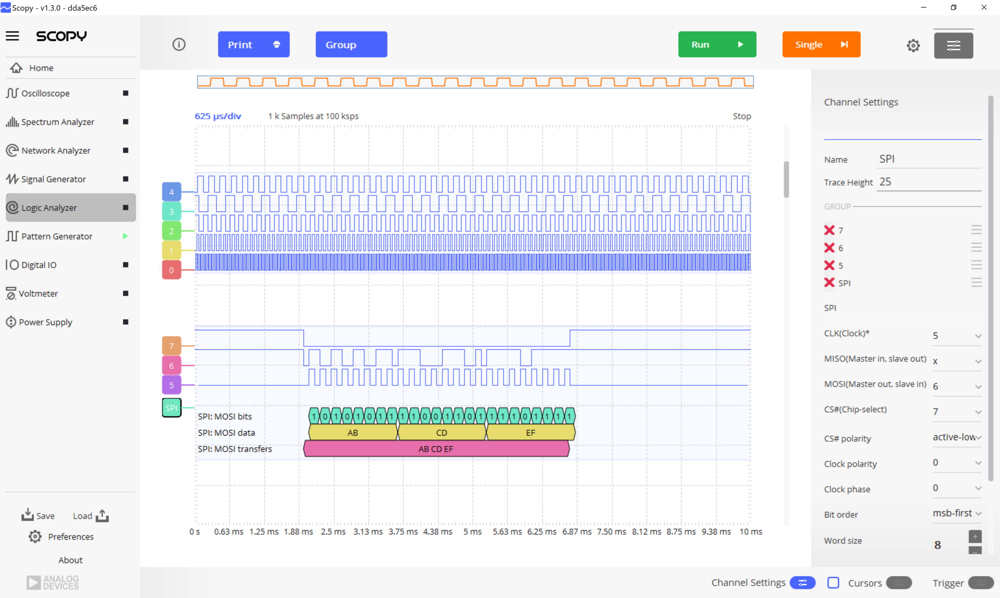 Scopy - v1.3.0 - dda5ec6
SCOPY
Home
Oscilloscope
Spectrum Analyzer
Network Analyzer
Signal Generator
Logic Analyzer
Pattern Generator
Digital IO
Voltmeter
Power Supply
Save Load
Preferences
About
ANALOG
DEVICES
Print
Group
Run
Single
625 µs/div 1 k Samples at 100 ksps Stop
4
3
2
1
0
7
6
5
SPI
SPI: MOSI bits 1 0 1 0 1 0 1 1 1 1 0 0 1 1 0 1 1 1 1 0 1 1 1 1
SPI: MOSI data AB CD EF
SPI: MOSI transfers AB CD EF
0 s 0.63 ms 1.25 ms 1.88 ms 2.5 ms 3.13 ms 3.75 ms 4.38 ms 5 ms 5.63 ms 6.25 ms 6.87 ms 7.50 ms 8.12 ms 8.75 ms 9.38 ms 10 ms
Channel Settings
Name SPI
Trace Height 25
GROUP
7
6
5
SPI
SPI
CLK(Clock)* 5
MISO(Master in, slave out) x
MOSI(Master out, slave in) 6
CS#(Chip-select) 7
CS# polarity active-low
Clock polarity 0
Clock phase 0
Bit order msb-first
Word size 8
Channel Settings Cursors Trigger